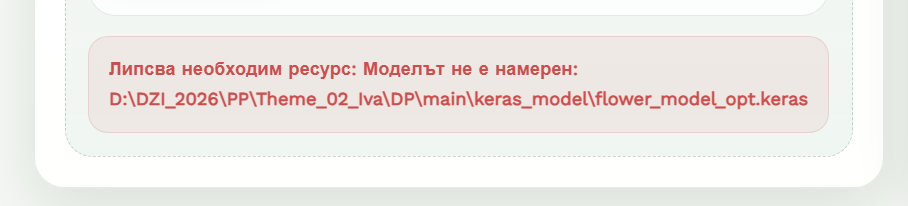 Липсва необходим ресурс: Моделът не е намерен:
D:\DZI_2026\PP\Theme_02_Iva\DP\main\keras_model\flower_model_opt.keras